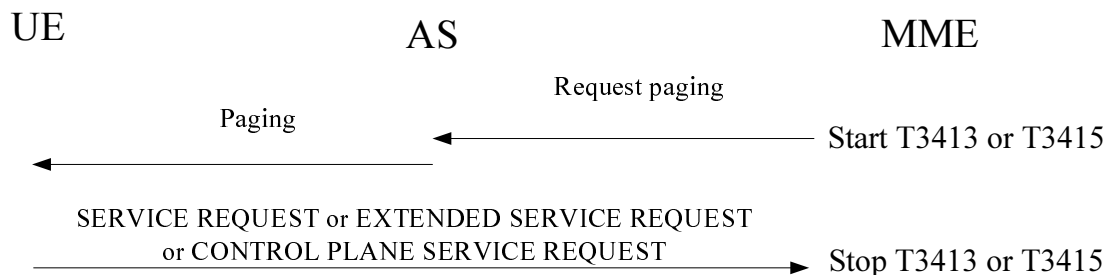 UE
AS
MME
Request paging
Paging
Start T3413 or T3415
SERVICE REQUEST or EXTENDED SERVICE REQUEST
or CONTROL PLANE SERVICE REQUEST
Stop T3413 or T3415